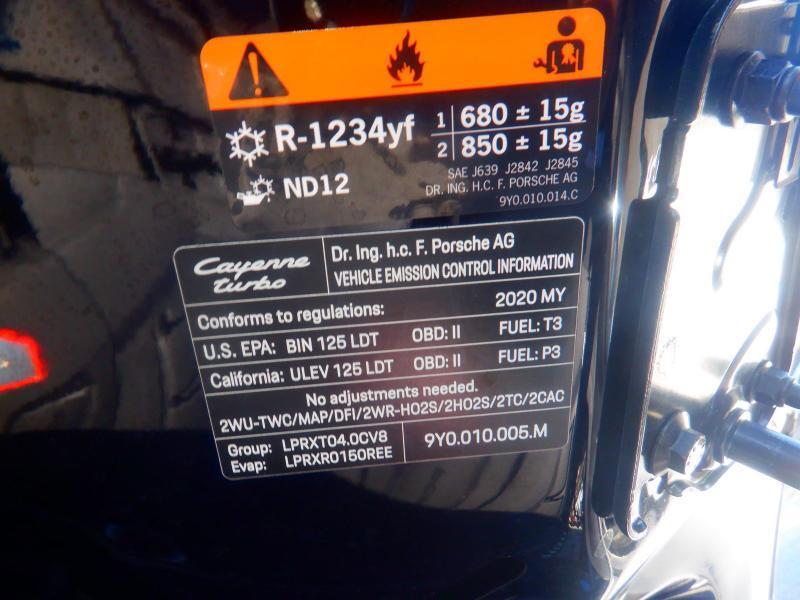 R-1234yf
1 680 ± 15g
2 850 ± 15g
ND12
SAE J639 J2842 J2845
DR. ING. H.C. F. PORSCHE AG
9Y0.010.014.C
Cayenne
turbo
Dr. Ing. h.c. F. Porsche AG
VEHICLE EMISSION CONTROL INFORMATION
Conforms to regulations: 2020 MY
U.S. EPA: BIN 125 LDT OBD: II FUEL: T3
California: ULEV 125 LDT OBD: II FUEL: P3
No adjustments needed.
2WU-TWC/MAP/DFI/2WR-HO2S/2HO2S/2TC/2CAC
Group: LPRXT04.0CV8
Evap: LPRXR0150REE
9Y0.010.005.M